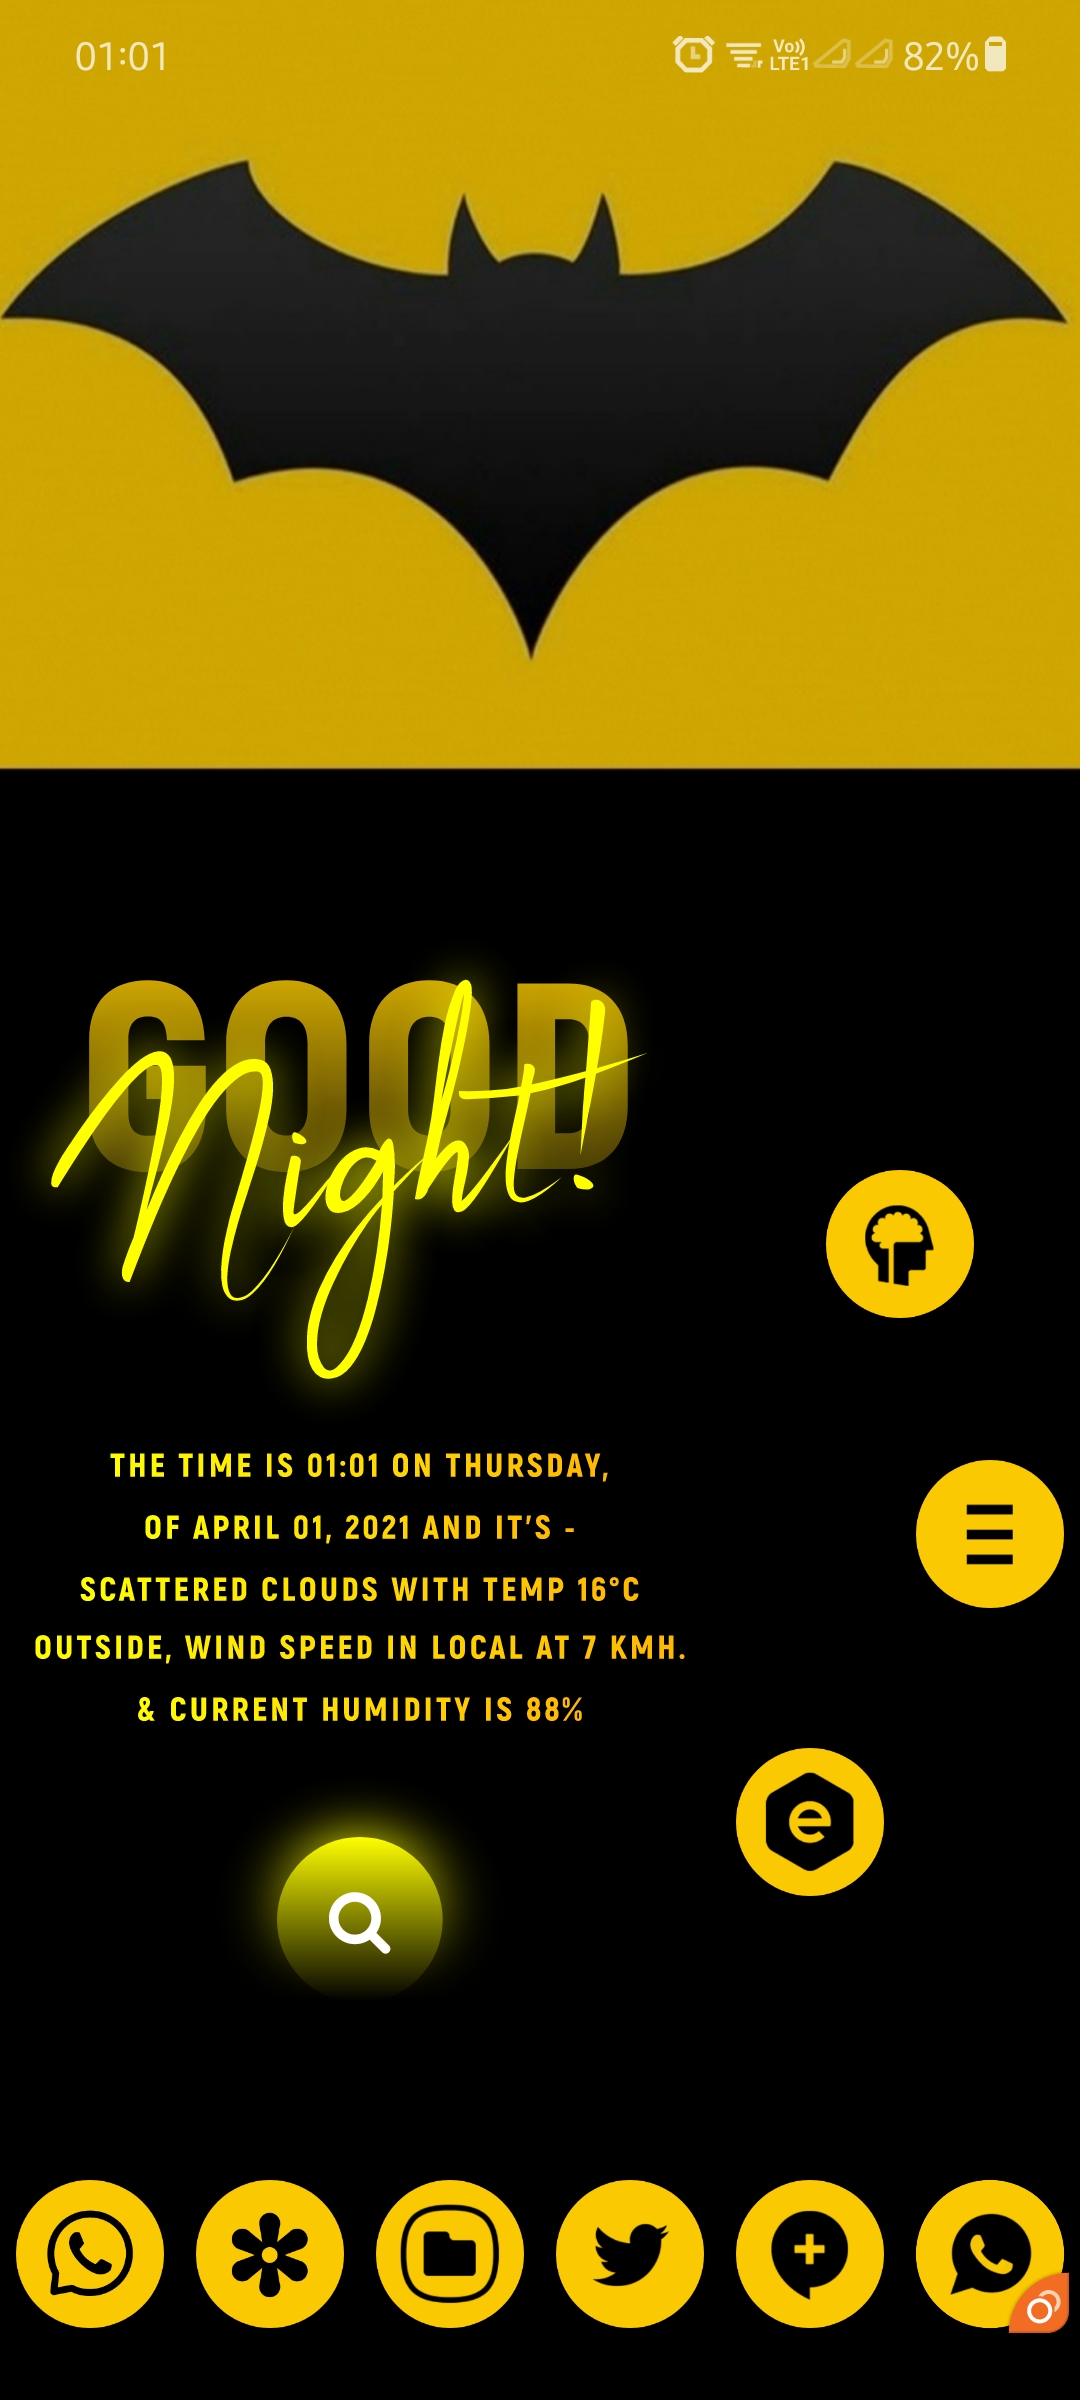 01:01
Vo)) LTE1 82%
GOOD
Night!
THE TIME IS 01:01 ON THURSDAY,
OF APRIL 01, 2021 AND IT'S -
SCATTERED CLOUDS WITH TEMP 16°C
OUTSIDE, WIND SPEED IN LOCAL AT 7 KMH.
& CURRENT HUMIDITY IS 88%
e